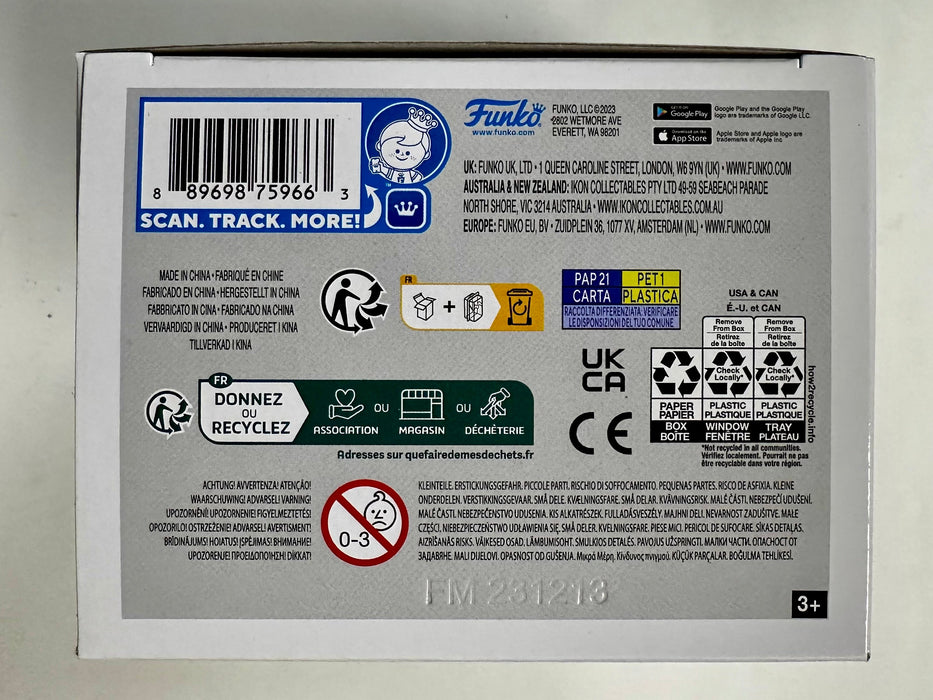 8 89698 75966 3
SCAN. TRACK. MORE!
Funko
www.funko.com
FUNKO, LLC ©2023
2802 WETMORE AVE
EVERETT, WA 98201
GET IT ON
Google Play
Google Play and the Google Play
logo are trademarks of Google LLC.
Download on the
App Store
Apple Store and Apple logo are
trademarks of Apple Inc
UK: FUNKO UK, LTD • 1 QUEEN CAROLINE STREET, LONDON, W6 9YN (UK) • WWW.FUNKO.COM
AUSTRALIA & NEW ZEALAND: IKON COLLECTABLES PTY LTD 49-59 SEABEACH PARADE
NORTH SHORE, VIC 3214 AUSTRALIA • WWW.IKONCOLLECTABLES.COM.AU
EUROPE: FUNKO EU, BV • ZUIDPLEIN 36, 1077 XV, AMSTERDAM (NL) • WWW.FUNKO.COM
MADE IN CHINA • FABRIQUÉ EN CHINE
FABRICADO EN CHINA • HERGESTELLT IN CHINA
FABBRICATO IN CINA • FABRICADO NA CHINA
VERVAARDIGD IN CHINA • PRODUCERET I KINA
TILLVERKAD I KINA
FR
+
PAP 21
CARTA
PET1
PLASTICA
RACCOLTA DIFFERENZIATA: VERIFICARE
LE DISPOSIZIONI DEL TUO COMUNE
UK
CA
CE
USA & CAN
É.-U. et CAN
Remove
From Box
Retirez
de la boîte
Remove
From Box
Retirez
de la boîte
Check
Locally*
Check
Locally*
PAPER
PAPIER
PLASTIC
PLASTIQUE
PLASTIC
PLASTIQUE
BOX
BOÎTE
WINDOW
FENÊTRE
TRAY
PLATEAU
how2recycle.info
*Not recycled in all communities.
Vérifiez localement. Pourrait ne pas
être recyclable dans votre région.
FR
DONNEZ
OU
RECYCLEZ
ASSOCIATION
OU
MAGASIN
OU
DÉCHÈTERIE
Adresses sur quefairedemesdechets.fr
ACHTUNG! AVVERTENZA! ATENÇÃO!
WAARSCHUWING! ADVARSEL! VARNING!
UPOZORNĚNÍ! UPOZORNENIE! FIGYELMEZTETÉS!
OPOZORILO! OSTRZEŻENIE! ADVARSEL! AVERTISMENT!
BRĪDINĀJUMS! HOIATUS! ĮSPĖJIMAS! ВНИМАНИЕ!
UPOZORENJE! ΠΡΟΕΙΔΟΠΟΙΗΣΗ! DİKKAT!
0-3
KLEINTEILE. ERSTICKUNGSGEFAHR. PICCOLE PARTI. RISCHIO DI SOFFOCAMENTO. PEQUENAS PARTES. RISCO DE ASFIXIA. KLEINE
ONDERDELEN. VERSTIKKINGSGEVAAR. SMÅ DELE. KVÆLNINGSFARE. SMÅ DELAR. KVÄVNINGSRISK. MALÉ ČÁSTI, NEBEZPEČÍ UDUŠENÍ.
MALÉ ČASTI. NEBEZPEČENSTVO UDUSENIA. KIS ALKATRÉSZEK. FULLADÁSVESZÉLY. MAJHNI DELI. NEVARNOST ZADUŠITVE. MAŁE
CZĘŚCI, NIEBEZPIECZEŃSTWO UDŁAWIENIA SIĘ. SMÅ DELER. KVELNINGSFARE. PIESE MICI. PERICOL DE SUFOCARE. SĪKAS DETAĻAS.
AIZRĪŠANĀS RISKS. VÄIKESED OSAD. LÄMBUMISOHT. SMULKIOS DETALĖS. PAVOJUS UŽSPRINGTI. МАЛКИ ЧАСТИ. ОПАСНОСТ ОТ
ЗАДАВЯНЕ. MALI DIJELOVI. OPASNOST OD GUŠENJA. Μικρά Μέρη. Κίνδυνος πνιγμού. KÜÇÜK PARÇALAR. BOĞULMA TEHLİKESİ.
FM 231213
3+